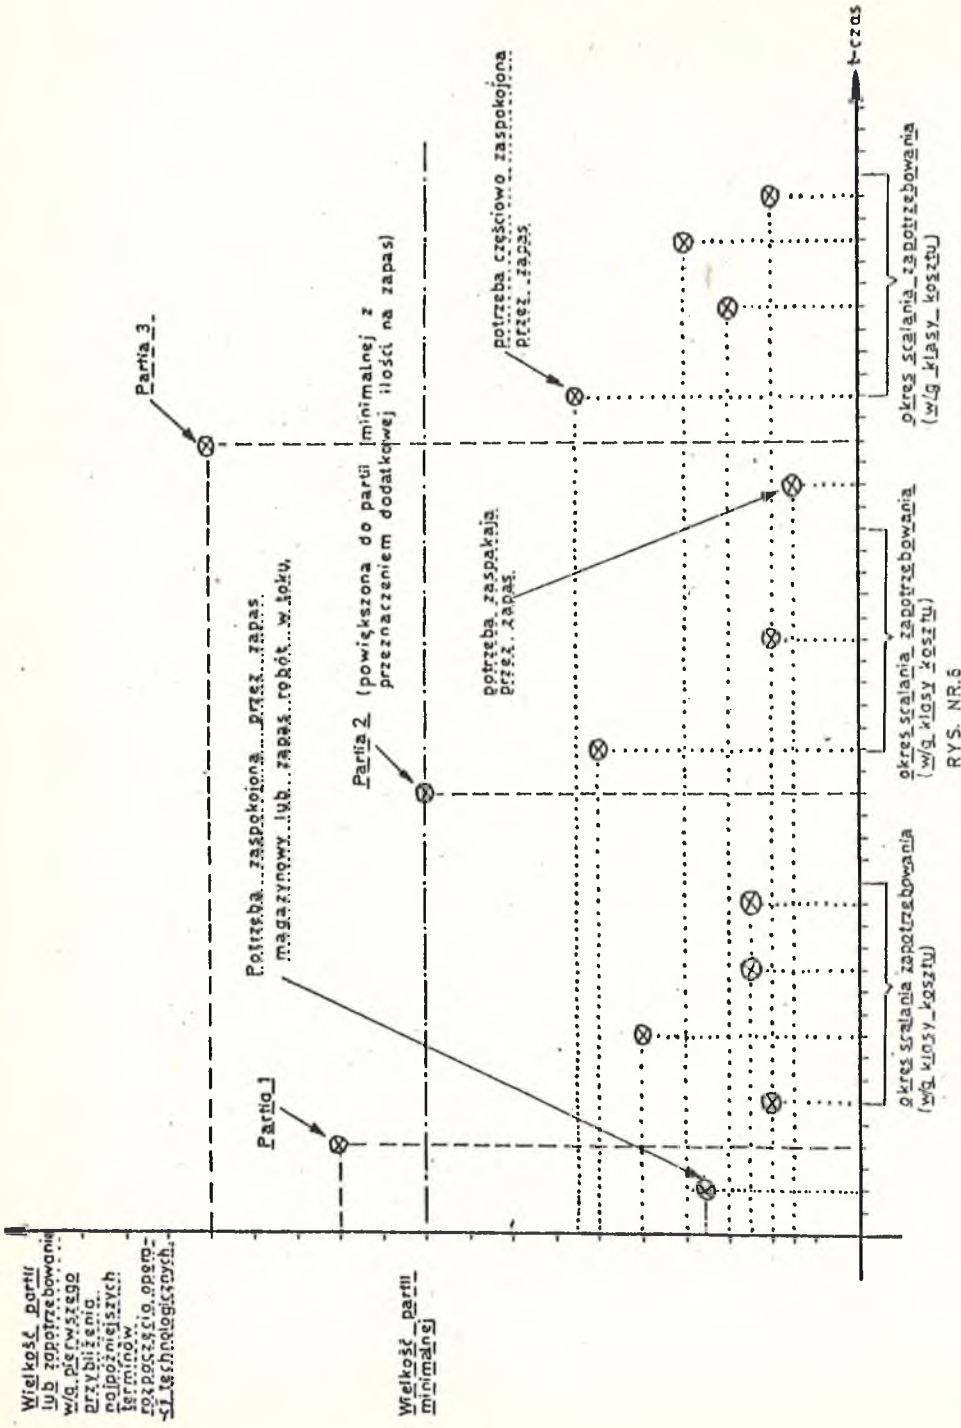 Wielkość partii
lub zapotrzebowanie
w/g pierwszego
przybliżenia
najpóźniejszych
terminów
rozpoczęcia opera-
cji technologicznych.
Wielkość partii
minimalnej
Partia 1
Potrzeba zaspokojona przez zapas
magazynowy lub zapas robót w toku.
Partia 2 (powiększona do partii minimalnej z
przeznaczeniem dodatkowej ilości na zapas)
Partia 3
potrzeba zaspakaja
przez zapas
potrzeba częściowo zaspokojona
przez zapas
t-czas
okres scalania zapotrzebowania
(w/g klasy kosztu)
okres scalania zapotrzebowania
(w/g klasy kosztu)
okres scalania zapotrzebowania
(w/g klasy kosztu)
RYS. NR.6